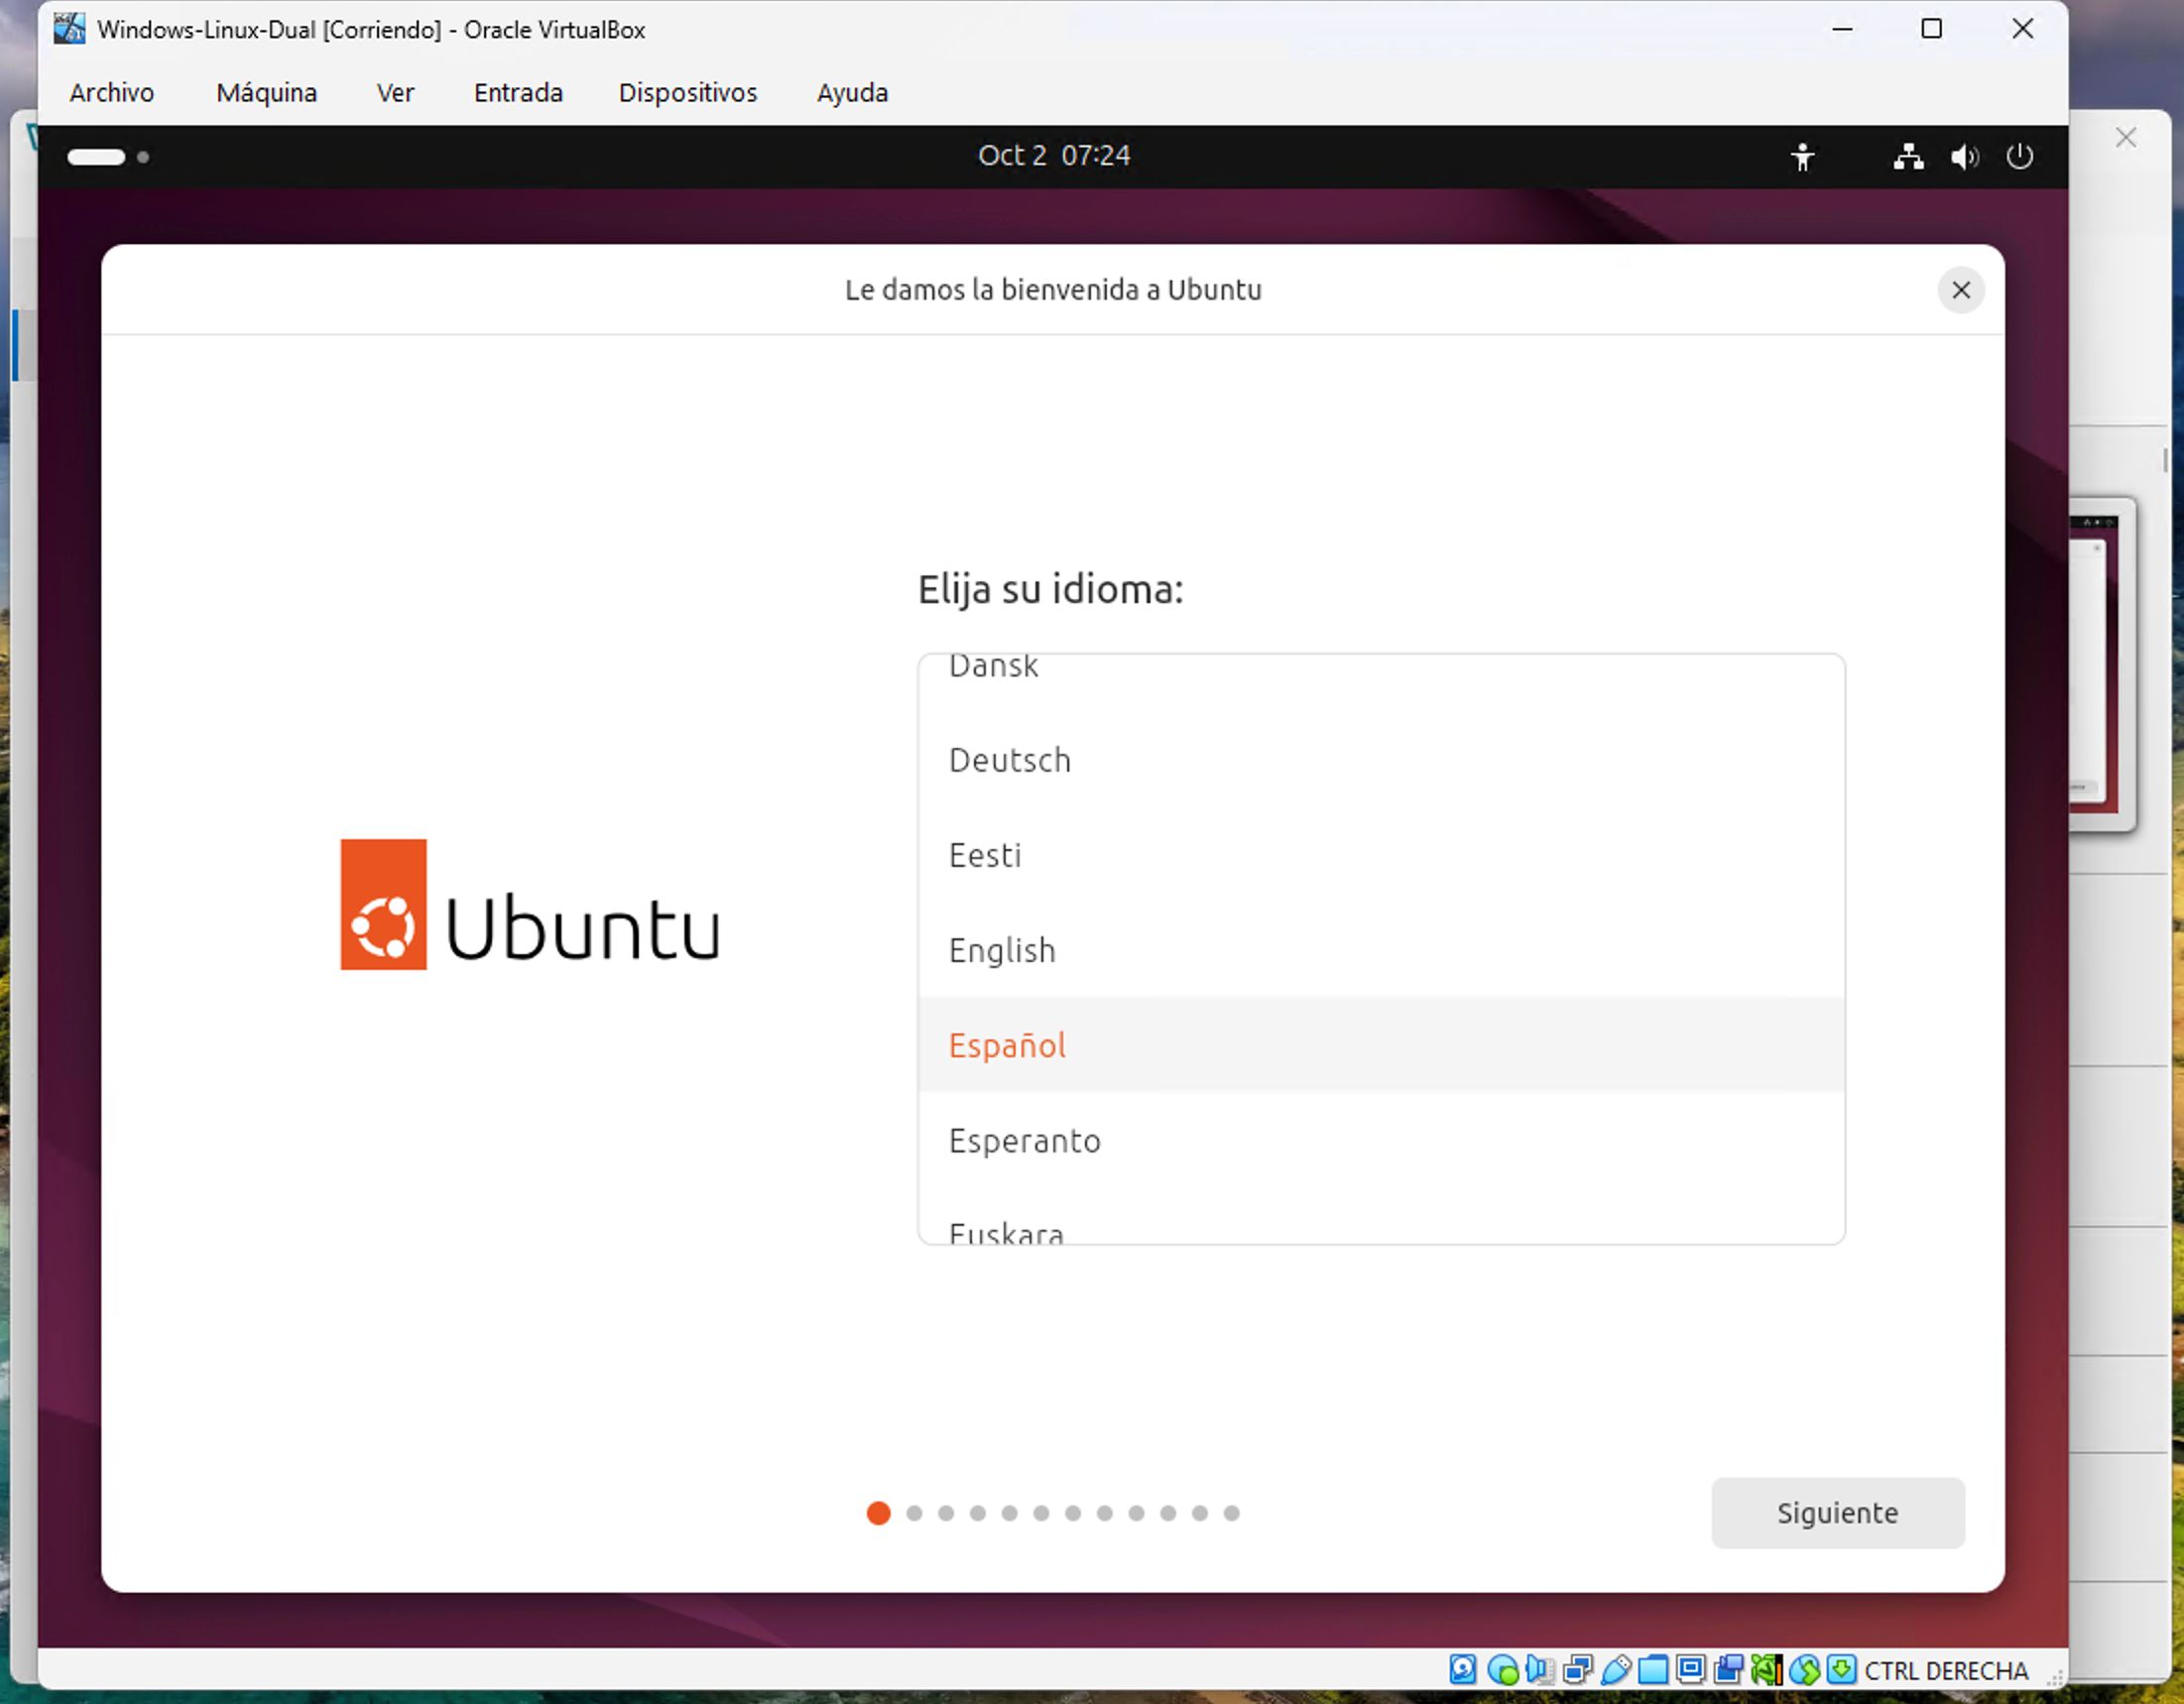 Windows-Linux-Dual [Corriendo] - Oracle VirtualBox
Archivo Máquina Ver Entrada Dispositivos Ayuda
Oct 2 07:24
Le damos la bienvenida a Ubuntu
Elija su idioma:
Dansk
Deutsch
Eesti
English
Español
Esperanto
Euskara
Ubuntu
Siguiente
CTRL DERECHA